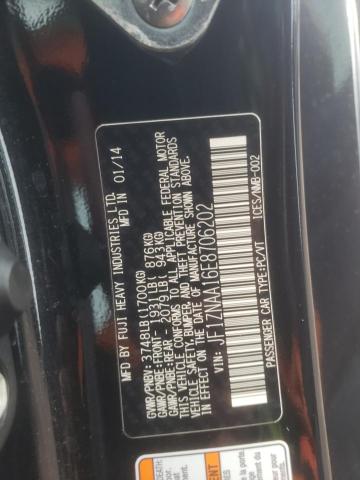 MFD IN 01/14
MFD BY FUJI HEAVY INDUSTRIES LTD.
GVWR/PNBV: 3748LB(1700KG)
GAWR/PNBE:FRONT- 1931LB( 876KG)
GAWR/PNBE:REAR - 2079LB( 943KG)
THIS VEHICLE CONFORMS TO ALL APPLICABLE FEDERAL MOTOR
VEHICLE SAFETY,BUMPER,AND THEFT PREVENTION STANDARDS
IN EFFECT ON THE DATE OF MANUFACTURE SHOWN ABOVE.
JF1ZNAA16E8706202
PASSENGER CAR/VEHICLE TYPE:PC/VT
ICES/NMB-002